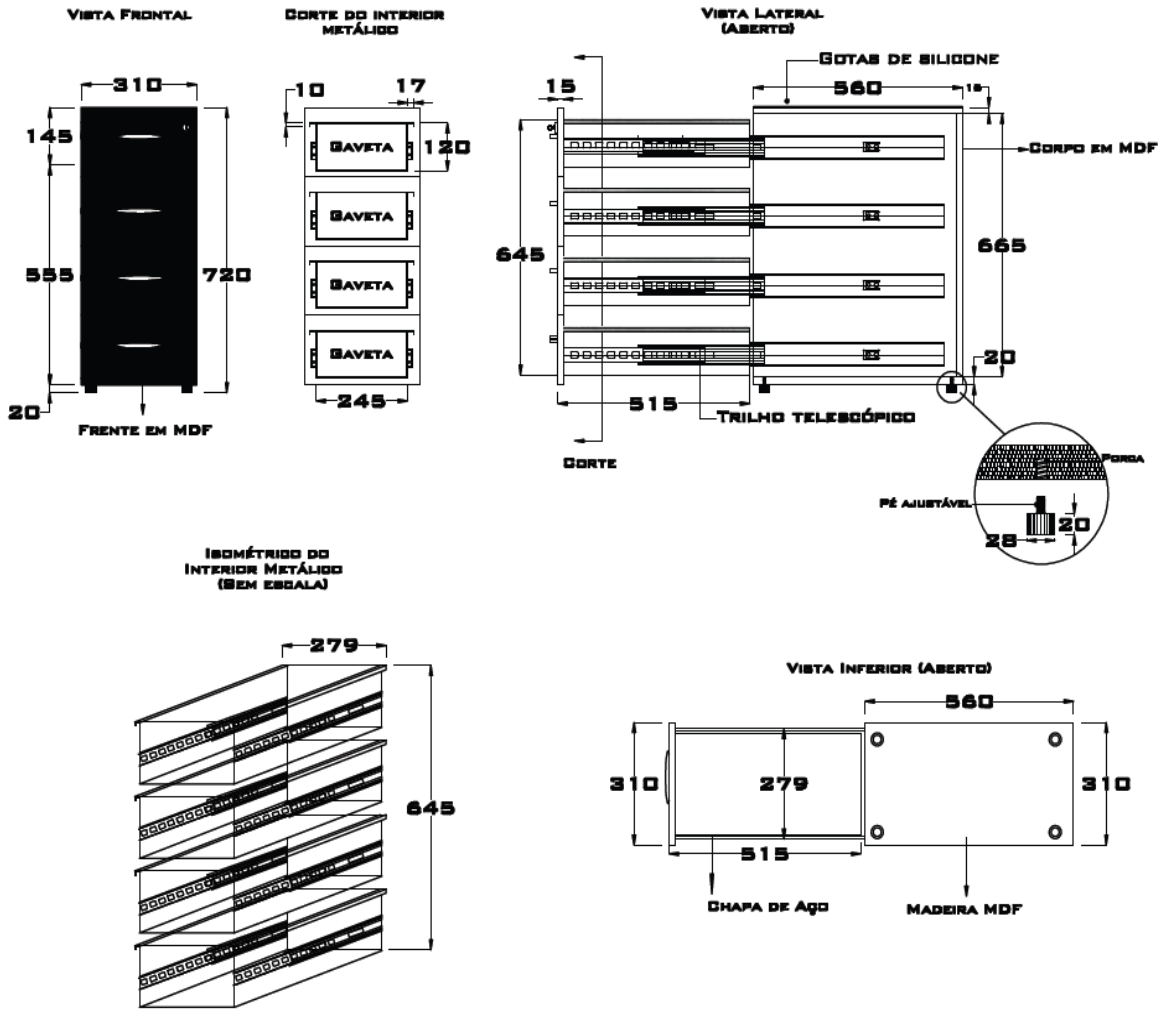 VISTA FRONTAL
310
145
555
720
20
FRENTE EM MDF
CORTE DO INTERIOR
METÁLICO
10
17
GAVETA
120
GAVETA
GAVETA
GAVETA
245
VISTA LATERAL
(ABERTO)
GOTAS DE SILICONE
15
560
CORPO EM MDF
645
665
20
515
TRILHO TELESCÓPICO
CORTE
PORCA
PÉ AJUSTÁVEL
20
28
ISOMÉTRICO DO
INTERIOR METÁLICO
(SEM ESCALA)
279
645
VISTA INFERIOR (ABERTO)
560
310
279
310
515
CHAPA DE AÇO
MADEIRA MDF